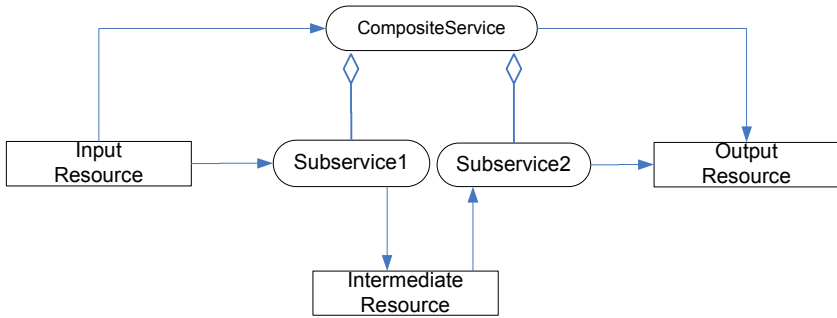 CompositeService
Input
Resource
Subservice1
Subservice2
Output
Resource
Intermediate
Resource